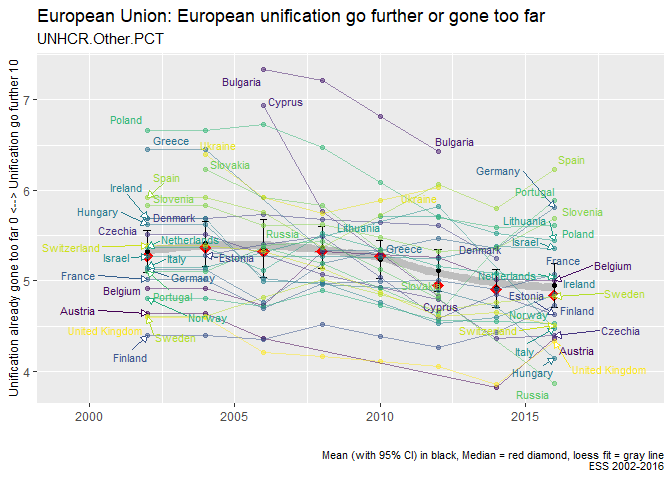 European Union: European unification go further or gone too far
UNHCR.Other.PCT
Unification already gone too far 0 <---> Unification go further 10
7
6
5
4
Bulgaria
Cyprus
Poland
Greece
Ukraine
Slovakia
Spain
Ireland
Slovenia
Hungary
Denmark
Czechia
Netherlands
Switzerland
Israel
Italy
Estonia
France
Germany
Belgium
Portugal
Austria
Norway
United Kingdom
Sweden
Finland
Russia
Lithuania
Greece
Bulgaria
Ukraine
Denmark
Slovakia
Cyprus
Spain
Germany
Portugal
Slovenia
Lithuania
Poland
Israel
France
Belgium
Netherlands
Ireland
Estonia
Sweden
Finland
Norway
Switzerland
Czechia
Italy
Austria
Hungary
United Kingdom
Russia
2000
2005
2010
2015
Mean (with 95% CI) in black, Median = red diamond, loess fit = gray line
ESS 2002-2016